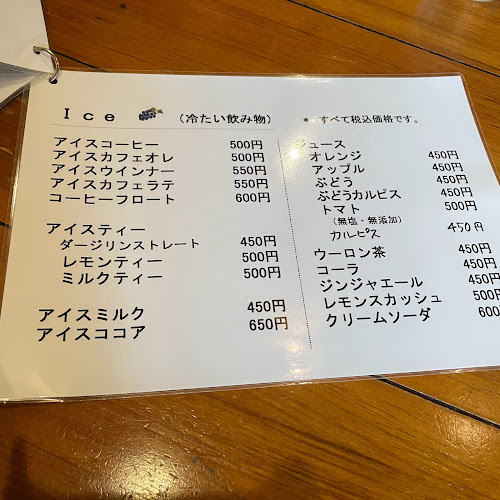 Ice （冷たい飲み物）
アイスコーヒー 500円
アイスカフェオレ 500円
アイスウインナー 550円
アイスカフェラテ 550円
コーヒーフロート 600円
アイスティー
ダージリンストレート 450円
レモンティー 500円
ミルクティー 500円
アイスミルク 450円
アイスココア 650円
＊ すべて税込価格です。
ジュース
オレンジ 450円
アップル 450円
ぶどう 450円
ぶどうカルピス 450円
トマト 500円
（無塩・無添加）
カルピス 450円
ウーロン茶 450円
コーラ 450円
ジンジャエール 450円
レモンスカッシュ 500円
クリームソーダ 600円